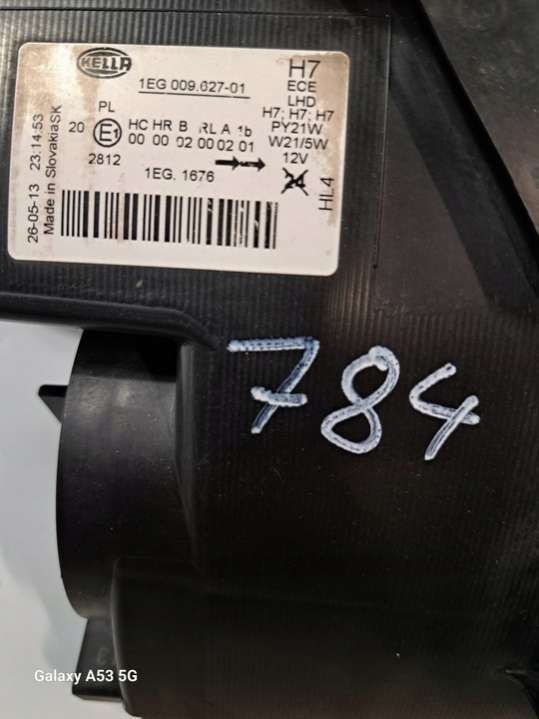 HELLA
1EG 009.627-01
H7
ECE
LHD
H7; H7; H7
PY21W
W21/5W
12V
24
HL4
PL
20 E1 HC HR B RL A 1b
00 00 02 00 02 01
2812
1EG. 1676
26-05-13 23:14:53
Made in SlovakiaSK
784
Galaxy A53 5G